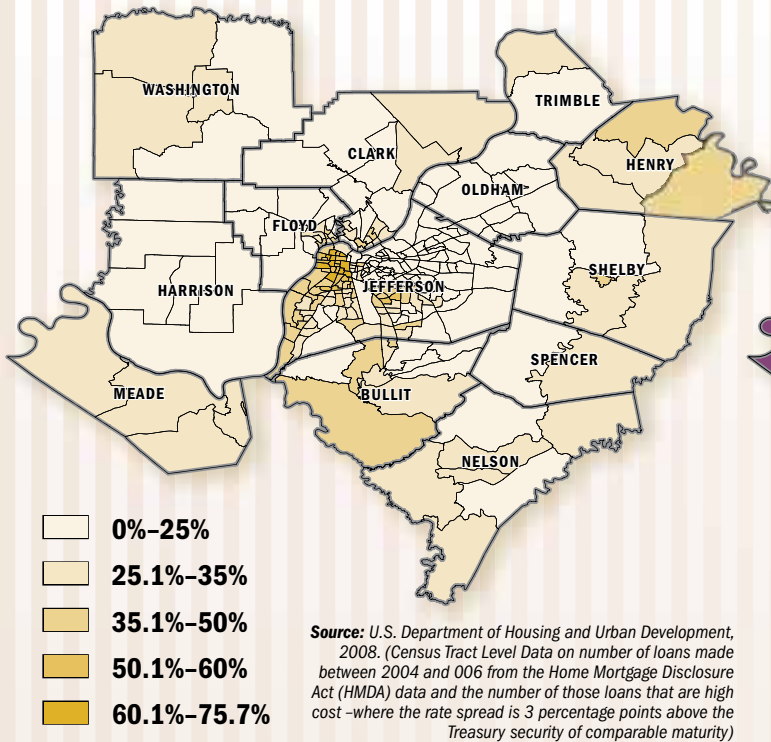 WASHINGTON
TRIMBLE
CLARK
HENRY
OLDHAM
FLOYD
SHELBY
JEFFERSON
HARRISON
SPENCER
MEADE
BULLIT
NELSON
0%–25%
25.1%–35%
35.1%–50%
50.1%–60%
60.1%–75.7%
Source: U.S. Department of Housing and Urban Development,
2008. (Census Tract Level Data on number of loans made
between 2004 and 006 from the Home Mortgage Disclosure
Act (HMDA) data and the number of those loans that are high
cost –where the rate spread is 3 percentage points above the
Treasury security of comparable maturity)